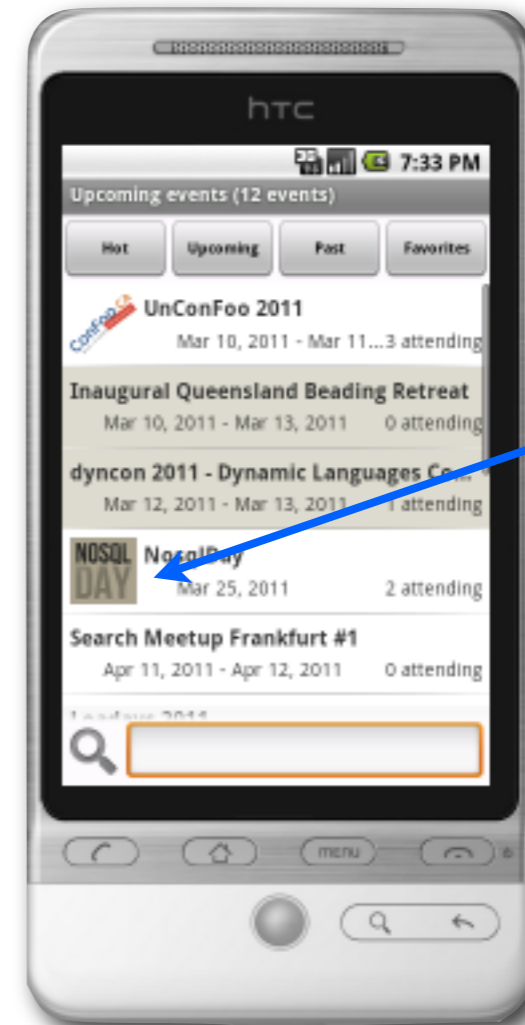 hTC
7:33 PM
Upcoming events (12 events)
Hot Upcoming Past Favorites
ConFoo.ca
UnConFoo 2011
Mar 10, 2011 - Mar 11...3 attending
Inaugural Queensland Beading Retreat
Mar 10, 2011 - Mar 13, 2011 0 attending
dyncon 2011 - Dynamic Languages Co...
Mar 12, 2011 - Mar 13, 2011 1 attending
NOSQL DAY
NosqlDay
Mar 25, 2011 2 attending
Search Meetup Frankfurt #1
Apr 11, 2011 - Apr 12, 2011 0 attending
2011
menu